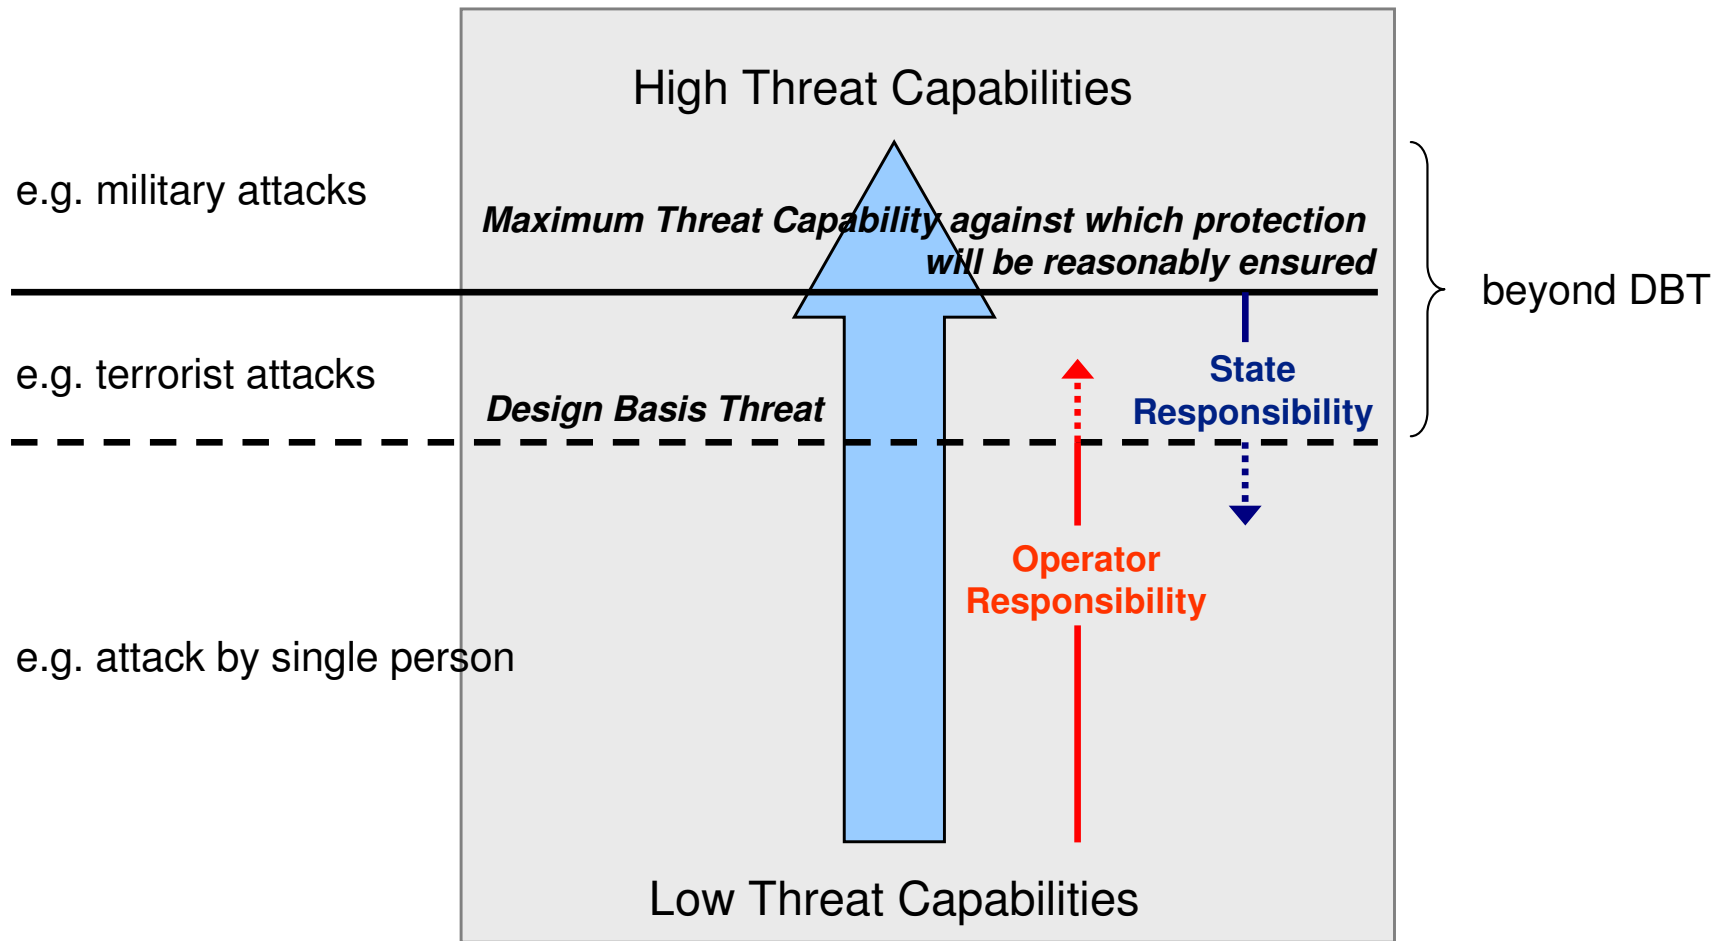 High Threat Capabilities
e.g. military attacks
Maximum Threat Capability against which protection
will be reasonably ensured
beyond DBT
e.g. terrorist attacks
State
Responsibility
Design Basis Threat
Operator
Responsibility
e.g. attack by single person
Low Threat Capabilities